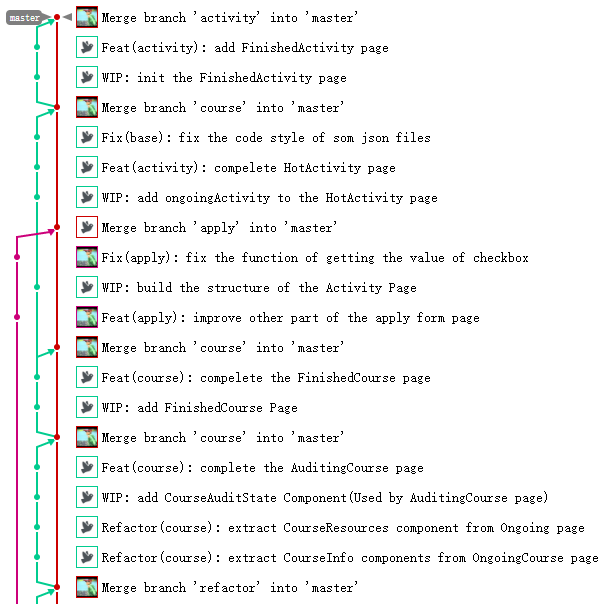 master
Merge branch 'activity' into 'master'
Feat(activity): add FinishedActivity page
WIP: init the FinishedActivity page
Merge branch 'course' into 'master'
Fix(base): fix the code style of som json files
Feat(activity): compelete HotActivity page
WIP: add ongoingActivity to the HotActivity page
Merge branch 'apply' into 'master'
Fix(apply): fix the function of getting the value of checkbox
WIP: build the structure of the Activity Page
Feat(apply): improve other part of the apply form page
Merge branch 'course' into 'master'
Feat(course): compelete the FinishedCourse page
WIP: add FinishedCourse Page
Merge branch 'course' into 'master'
Feat(course): complete the AuditingCourse page
WIP: add CourseAuditState Component(Used by AuditingCourse page)
Refactor(course): extract CourseResources component from Ongoing page
Refactor(course): extract CourseInfo components from OngoingCourse page
Merge branch 'refactor' into 'master'